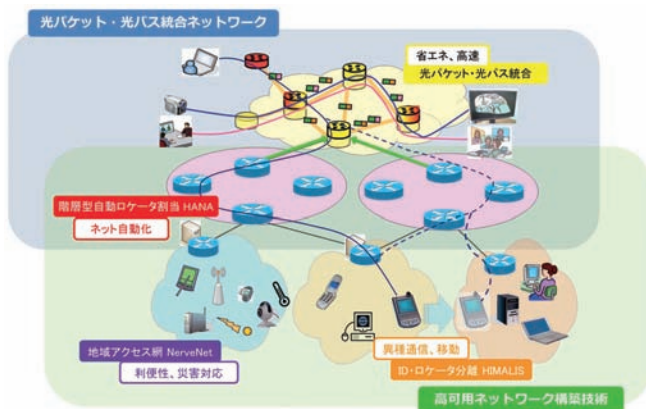 光パケット・光パス統合ネットワーク
省エネ、高速
光パケット・光パス統合
階層型自動ロケータ割当 HANA
ネット自動化
地域アクセス網 NerveNet
利便性、災害対応
異種通信、移動
ID・ロケータ分離 HIMALIS
高可用ネットワーク構築技術